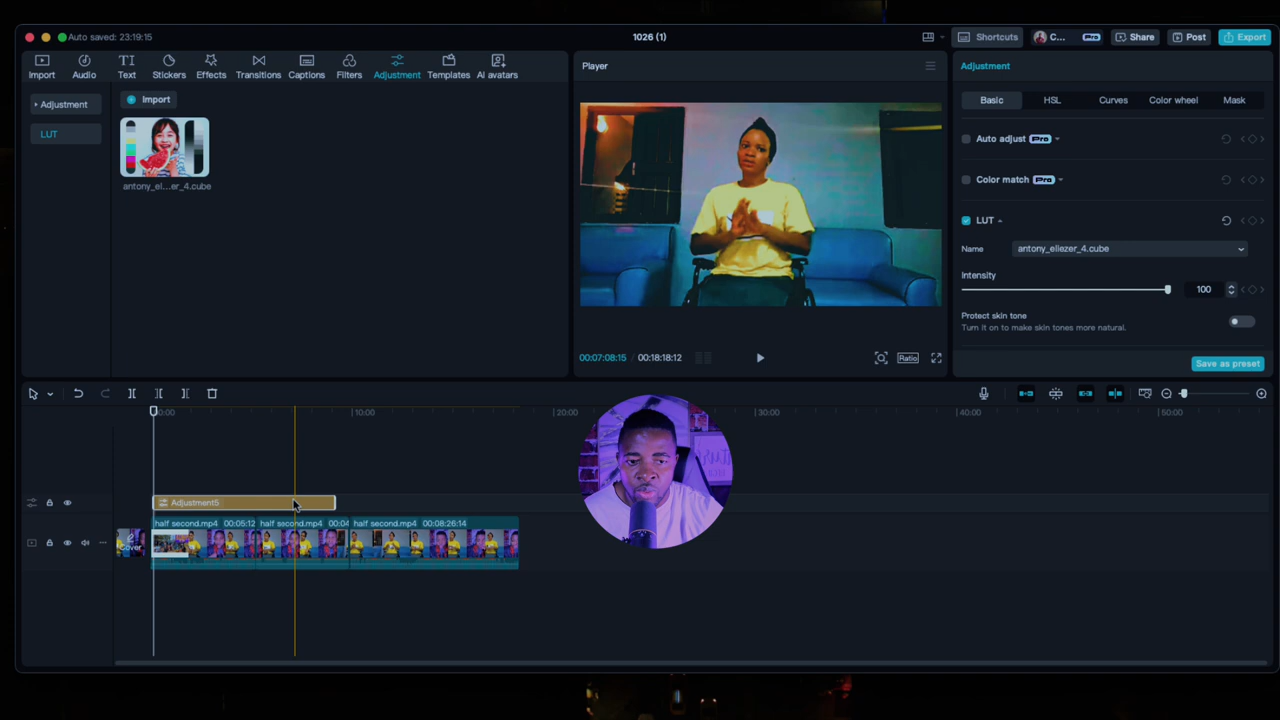 Auto saved: 23:19:15
1026 (1)
Shortcuts
C...
Pro
Share
Post
Export
Import
Audio
Text
Stickers
Effects
Transitions
Captions
Filters
Adjustment
Templates
AI avatars
Adjustment
LUT
Import
antony_el...er_4.cube
Player
00:07:08:15 / 00:18:18:12
Ratio
Adjustment
Basic
HSL
Curves
Color wheel
Mask
Auto adjust Pro
Color match Pro
LUT
Name
antony_eliezer_4.cube
Intensity
100
Protect skin tone
Turn it on to make skin tones more natural.
Save as preset
00:00
10:00
20:00
30:00
40:00
50:00
Adjustment5
half second.mp4 00:05:12
half second.mp4 00:04
half second.mp4 00:08:26:14
Cover